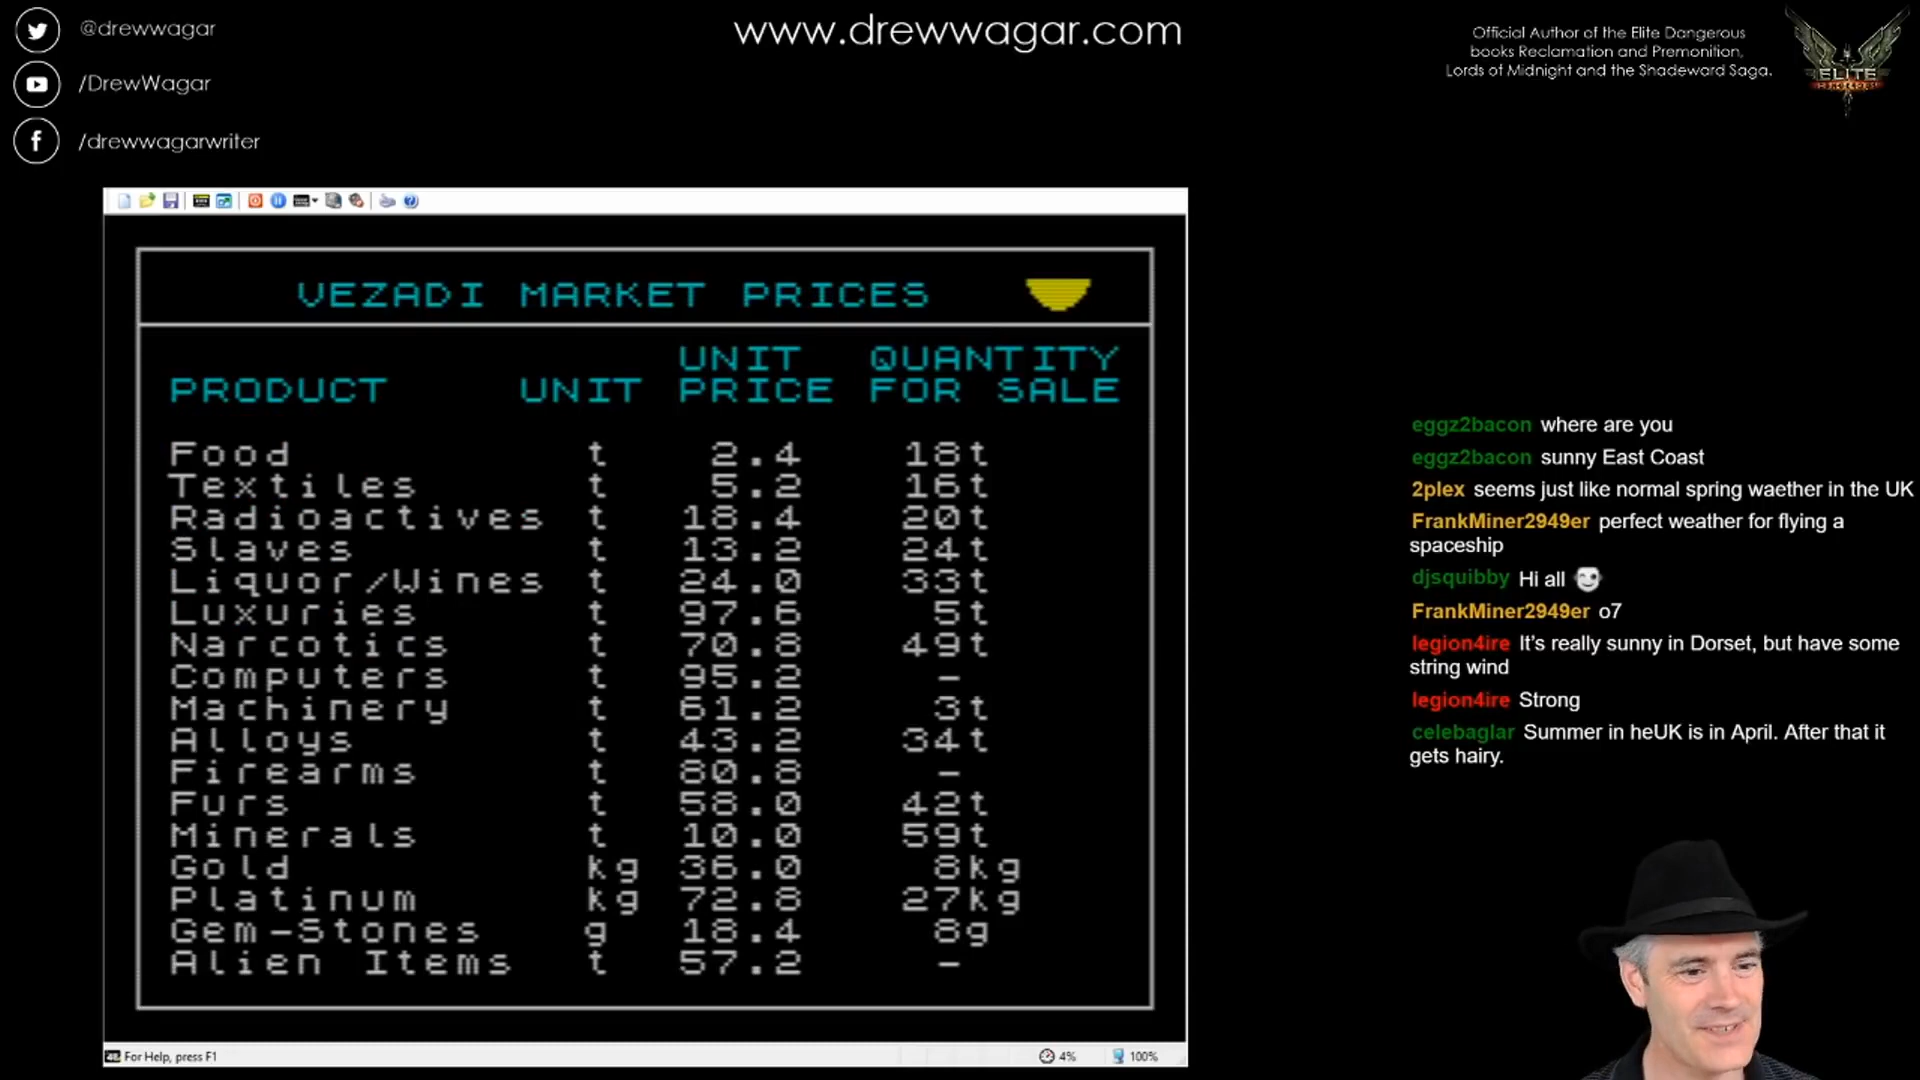 @drewwagar
/DrewWagar
/drewwagarwriter
www.drewwagar.com
Official Author of the Elite Dangerous
books Reclamation and Premonition,
Lords of Midnight and the Shadeward Saga.
ELITE
DANGEROUS
VEZADI MARKET PRICES
UNIT QUANTITY
PRODUCT UNIT PRICE FOR SALE
Food t 2.4 18t
Textiles t 5.2 16t
Radioactives t 18.4 20t
Slaves t 13.2 24t
Liquor/Wines t 24.0 33t
Luxuries t 97.6 5t
Narcotics t 70.8 49t
Computers t 95.2 -
Machinery t 61.2 3t
Alloys t 43.2 34t
Firearms t 80.8 -
Furs t 58.0 42t
Minerals t 10.0 59t
Gold kg 36.0 8kg
Platinum kg 72.8 27kg
Gem-Stones g 18.4 8g
Alien Items t 57.2 -
For Help, press F1
4%
100%
eggz2bacon where are you
eggz2bacon sunny East Coast
2plex seems just like normal spring waether in the UK
FrankMiner2949er perfect weather for flying a
spaceship
djsquibby Hi all
FrankMiner2949er o7
legion4ire It's really sunny in Dorset, but have some
string wind
legion4ire Strong
celebaglar Summer in heUK is in April. After that it
gets hairy.